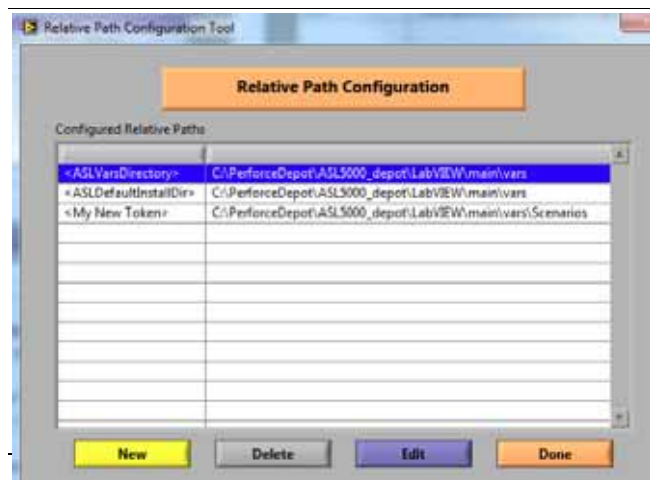 Relative Path Configuration Tool
Relative Path Configuration
Configured Relative Paths
<ASLVarsDirectory> C:\PerforceDepot\ASL5000_depot\LabVIEW\main\vars
<ASLDefaultInstallDir> C:\PerforceDepot\ASL5000_depot\LabVIEW\main\vars
<My New Token> C:\PerforceDepot\ASL5000_depot\LabVIEW\main\vars\Scenarios
New Delete Edit Done